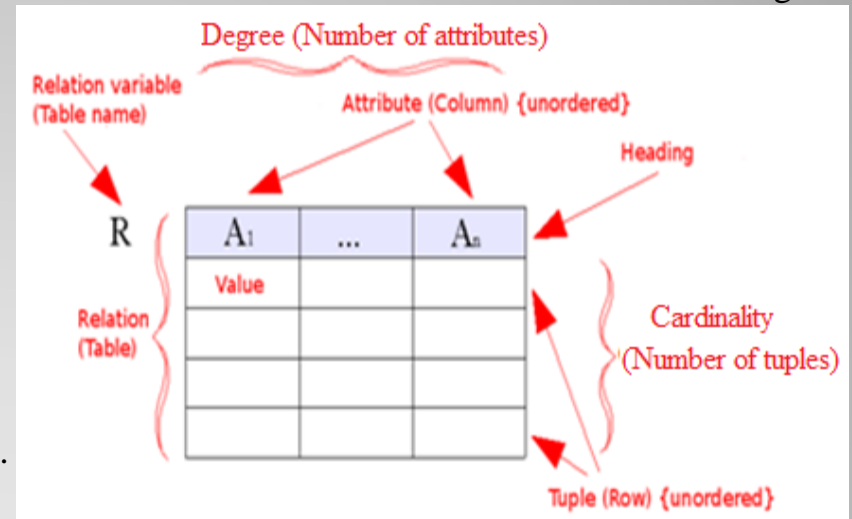 Degree (Number of attributes)
Relation variable
(Table name)
Attribute (Column) {unordered}
Heading
R
A1
...
An
Value
Relation
(Table)
Cardinality
(Number of tuples)
.
Tuple (Row) {unordered}